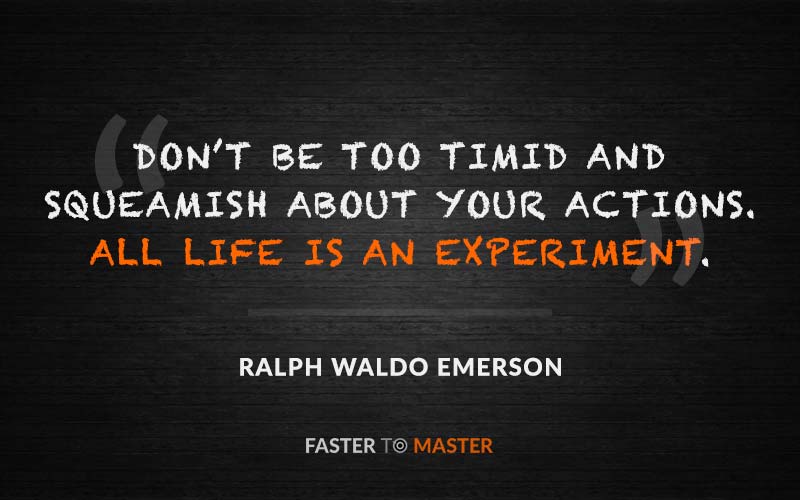 DON'T BE TOO TIMID AND
SQUEAMISH ABOUT YOUR ACTIONS.
ALL LIFE IS AN EXPERIMENT.
RALPH WALDO EMERSON
FASTER TO MASTER